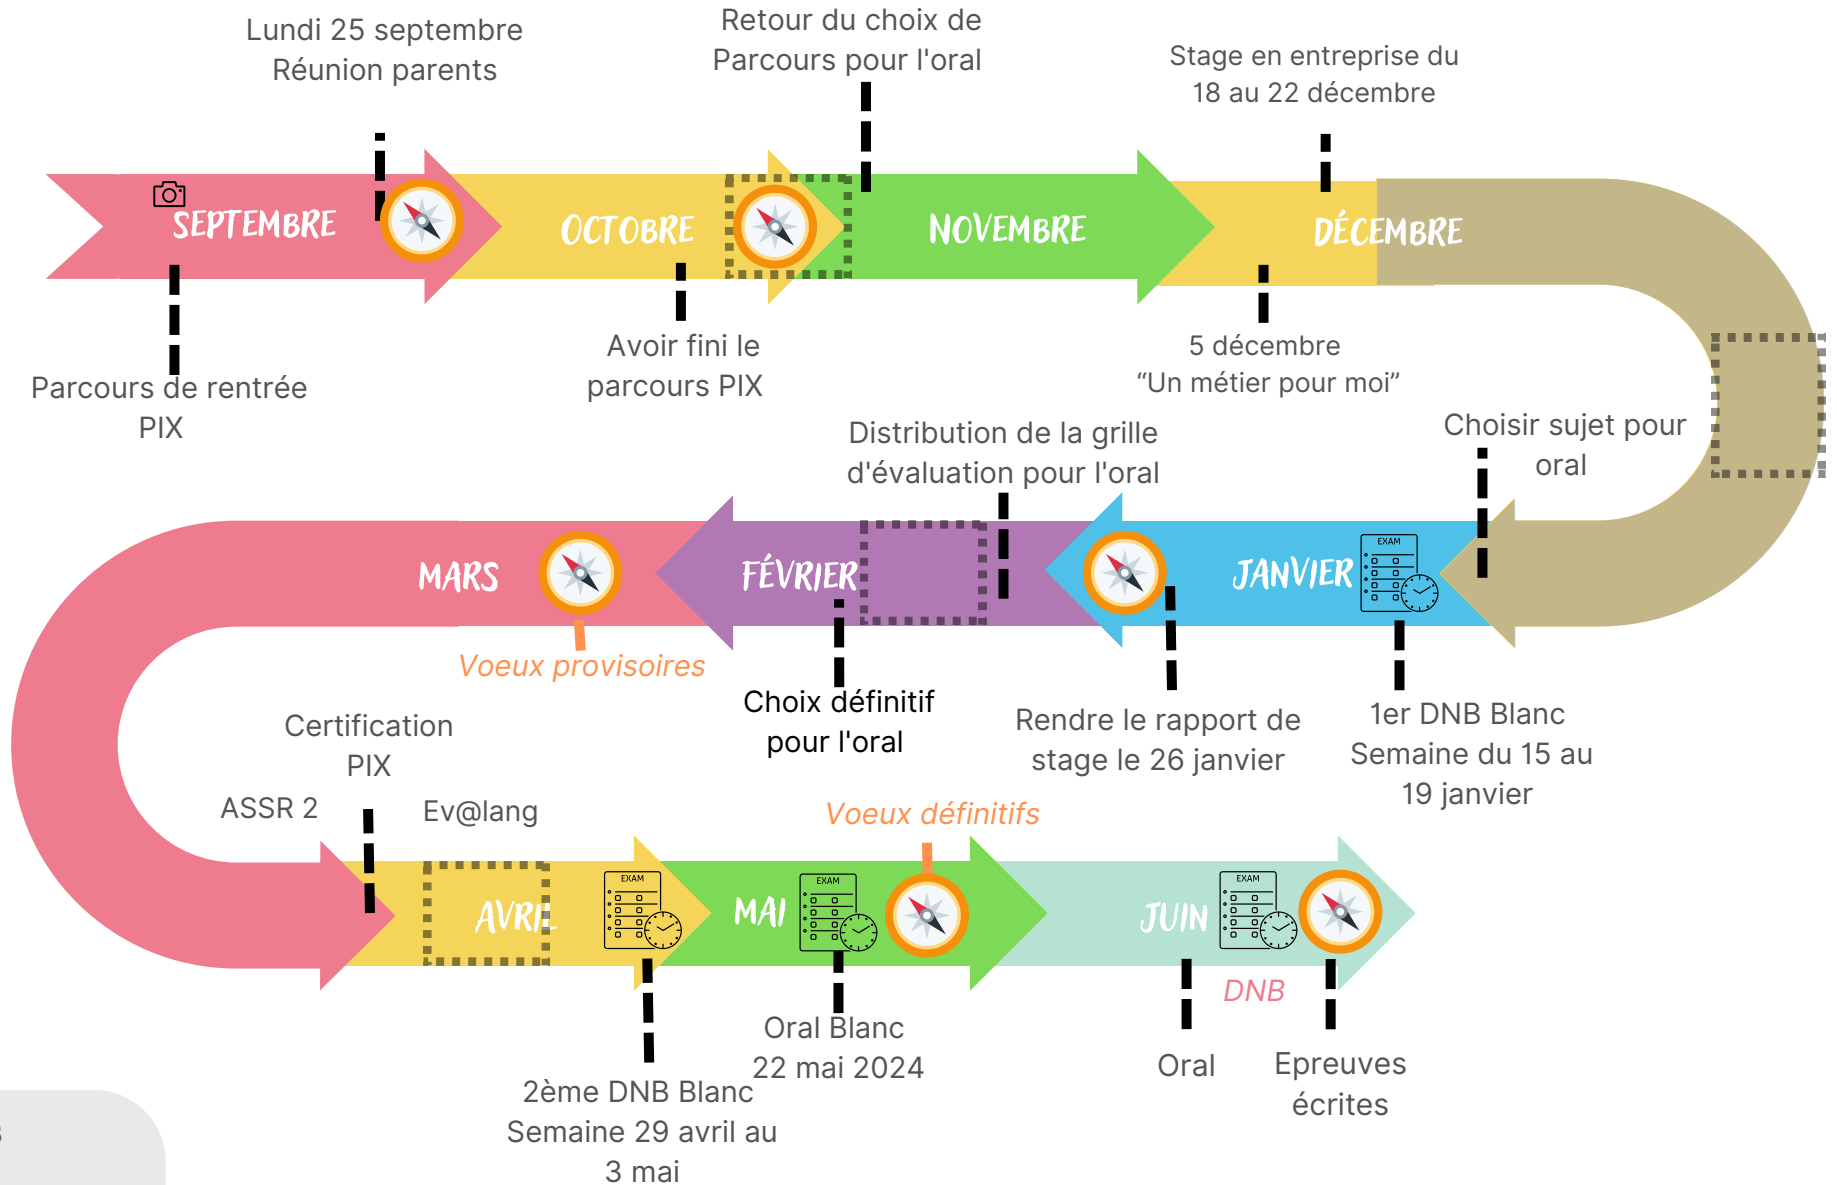 Lundi 25 septembre
Réunion parents
Retour du choix de
Parcours pour l'oral
Stage en entreprise du
18 au 22 décembre
SEPTEMBRE
OCTOBRE
NOVEMBRE
DÉCEMBRE
Parcours de rentrée
PIX
Avoir fini le
parcours PIX
5 décembre
“Un métier pour moi”
Choisir sujet pour
oral
Distribution de la grille
d'évaluation pour l'oral
MARS
FÉVRIER
JANVIER
EXAM
Voeux provisoires
Choix définitif
pour l'oral
Rendre le rapport de
stage le 26 janvier
1er DNB Blanc
Semaine du 15 au
19 janvier
Certification
PIX
ASSR 2
Ev@lang
Voeux définitifs
AVRIL
EXAM
MAI
EXAM
JUIN
EXAM
DNB
Oral Blanc
22 mai 2024
Oral
Epreuves
écrites
2ème DNB Blanc
Semaine 29 avril au
3 mai